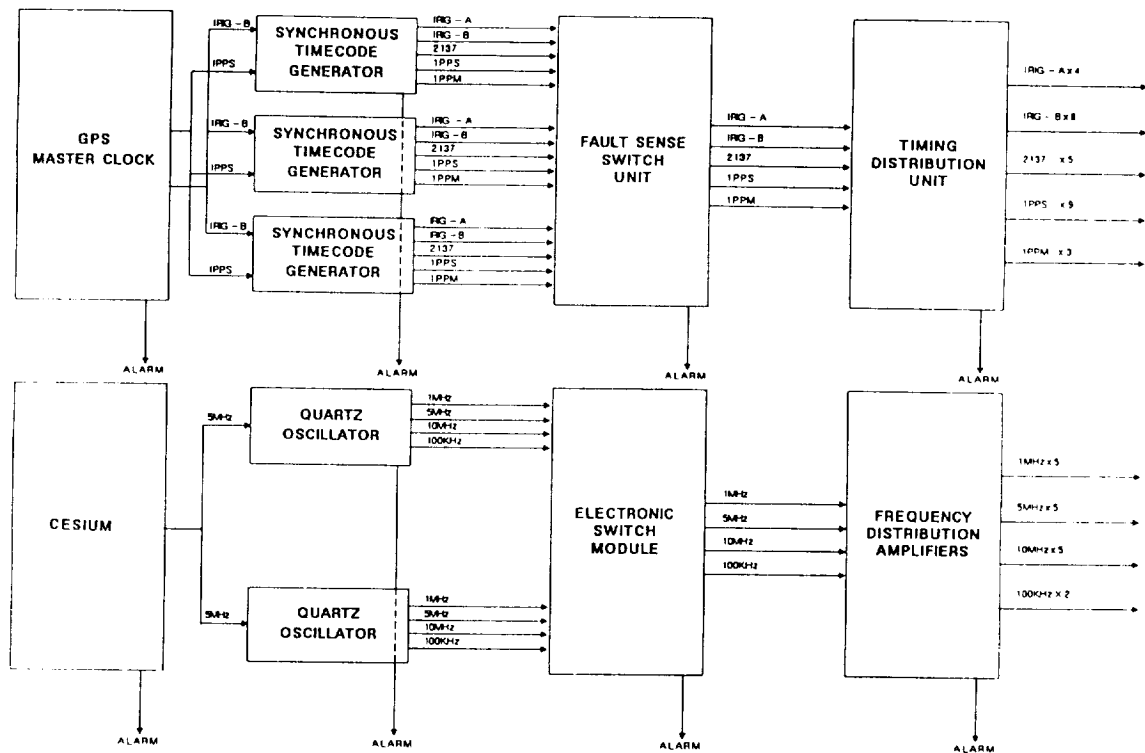 GPS
MASTER CLOCK
IRIG-B
1PPS
SYNCHRONOUS
TIMECODE
GENERATOR
IRIG-A
IRIG-B
2137
1PPS
1PPM
IRIG-B
1PPS
SYNCHRONOUS
TIMECODE
GENERATOR
IRIG-A
IRIG-B
2137
1PPS
1PPM
IRIG-B
1PPS
SYNCHRONOUS
TIMECODE
GENERATOR
IRIG-A
IRIG-B
2137
1PPS
1PPM
FAULT SENSE
SWITCH
UNIT
IRIG-A
IRIG-B
2137
1PPS
1PPM
TIMING
DISTRIBUTION
UNIT
IRIG-A x 4
IRIG-B x 8
2137 x 5
1PPS x 9
1PPM x 3
ALARM
ALARM
ALARM
ALARM
CESIUM
5MHz
QUARTZ
OSCILLATOR
1MHz
5MHz
10MHz
100KHz
5MHz
QUARTZ
OSCILLATOR
1MHz
5MHz
10MHz
100KHz
ELECTRONIC
SWITCH
MODULE
1MHz
5MHz
10MHz
100KHz
FREQUENCY
DISTRIBUTION
AMPLIFIERS
1MHz x 5
5MHz x 5
10MHz x 5
100KHz x 2
ALARM
ALARM
ALARM
ALARM